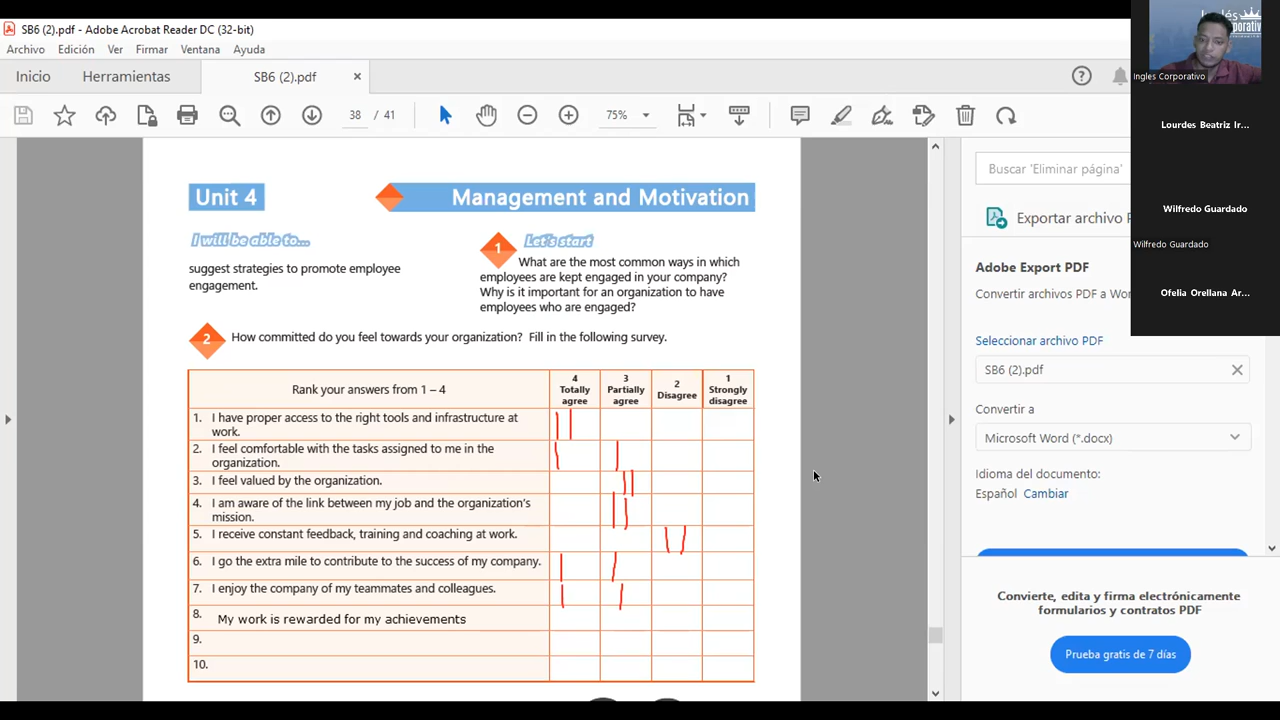 SB6 (2).pdf - Adobe Acrobat Reader DC (32-bit)
Archivo Edición Ver Firmar Ventana Ayuda
Inicio Herramientas SB6 (2).pdf
38 / 41 75%
Unit 4 Management and Motivation
I will be able to...
suggest strategies to promote employee
engagement.
1 Let's start
What are the most common ways in which
employees are kept engaged in your company?
Why is it important for an organization to have
employees who are engaged?
2 How committed do you feel towards your organization? Fill in the following survey.
Rank your answers from 1 – 4
4
Totally
agree
3
Partially
agree
2
Disagree
1
Strongly
disagree
1. I have proper access to the right tools and infrastructure at
work.
2. I feel comfortable with the tasks assigned to me in the
organization.
3. I feel valued by the organization.
4. I am aware of the link between my job and the organization's
mission.
5. I receive constant feedback, training and coaching at work.
6. I go the extra mile to contribute to the success of my company.
7. I enjoy the company of my teammates and colleagues.
8. My work is rewarded for my achievements
9.
10.
Buscar 'Eliminar página'
Exportar archivo
Adobe Export PDF
Convertir archivos PDF a
Seleccionar archivo PDF
SB6 (2).pdf
Convertir a
Microsoft Word (*.docx)
Idioma del documento:
Español Cambiar
Convierte, edita y firma electrónicamente
formularios y contratos PDF
Prueba gratis de 7 días
Ingles Corporativo
Lourdes Beatriz Ir...
Wilfredo Guardado
Wilfredo Guardado
Ofelia Orellana Ar...